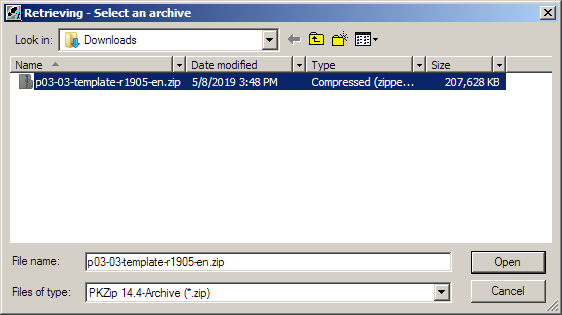 Retrieving - Select an archive
Look in: Downloads
Name Date modified Type Size
p03-03-template-r1905-en.zip 5/8/2019 3:48 PM Compressed (zippe... 207,628 KB
File name: p03-03-template-r1905-en.zip Open
Files of type: PKZip 14.4-Archive (*.zip) Cancel